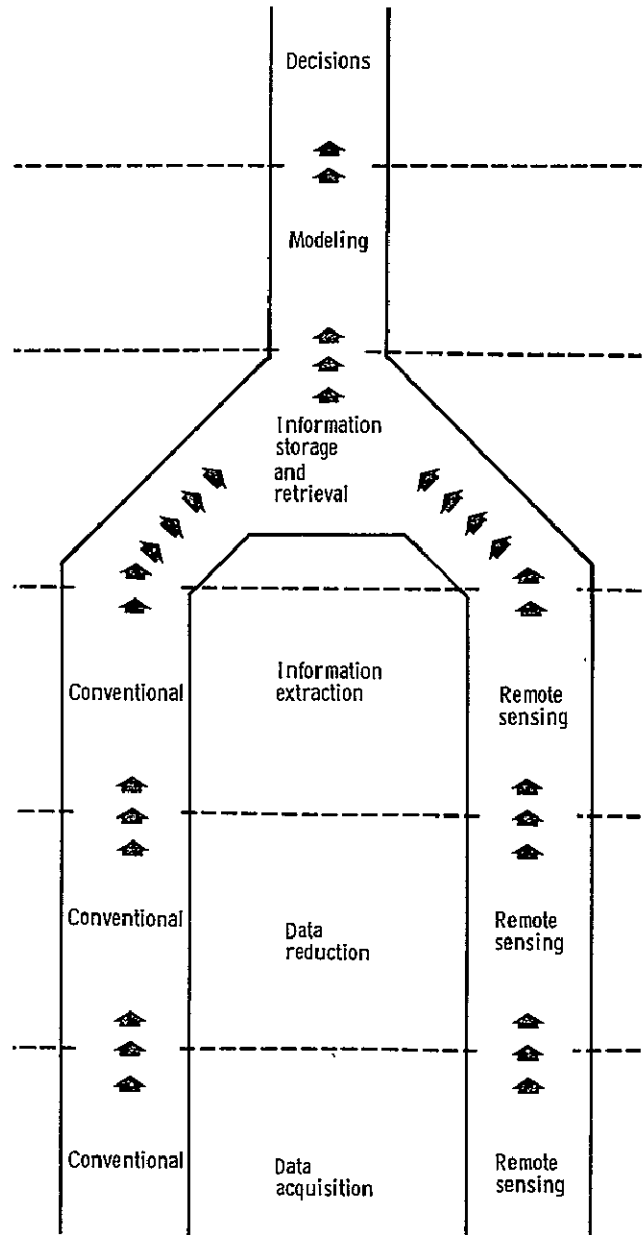 Decisions
Modeling
Information
storage
and
retrieval
Conventional
Information
extraction
Remote
sensing
Conventional
Data
reduction
Remote
sensing
Conventional
Data
acquisition
Remote
sensing